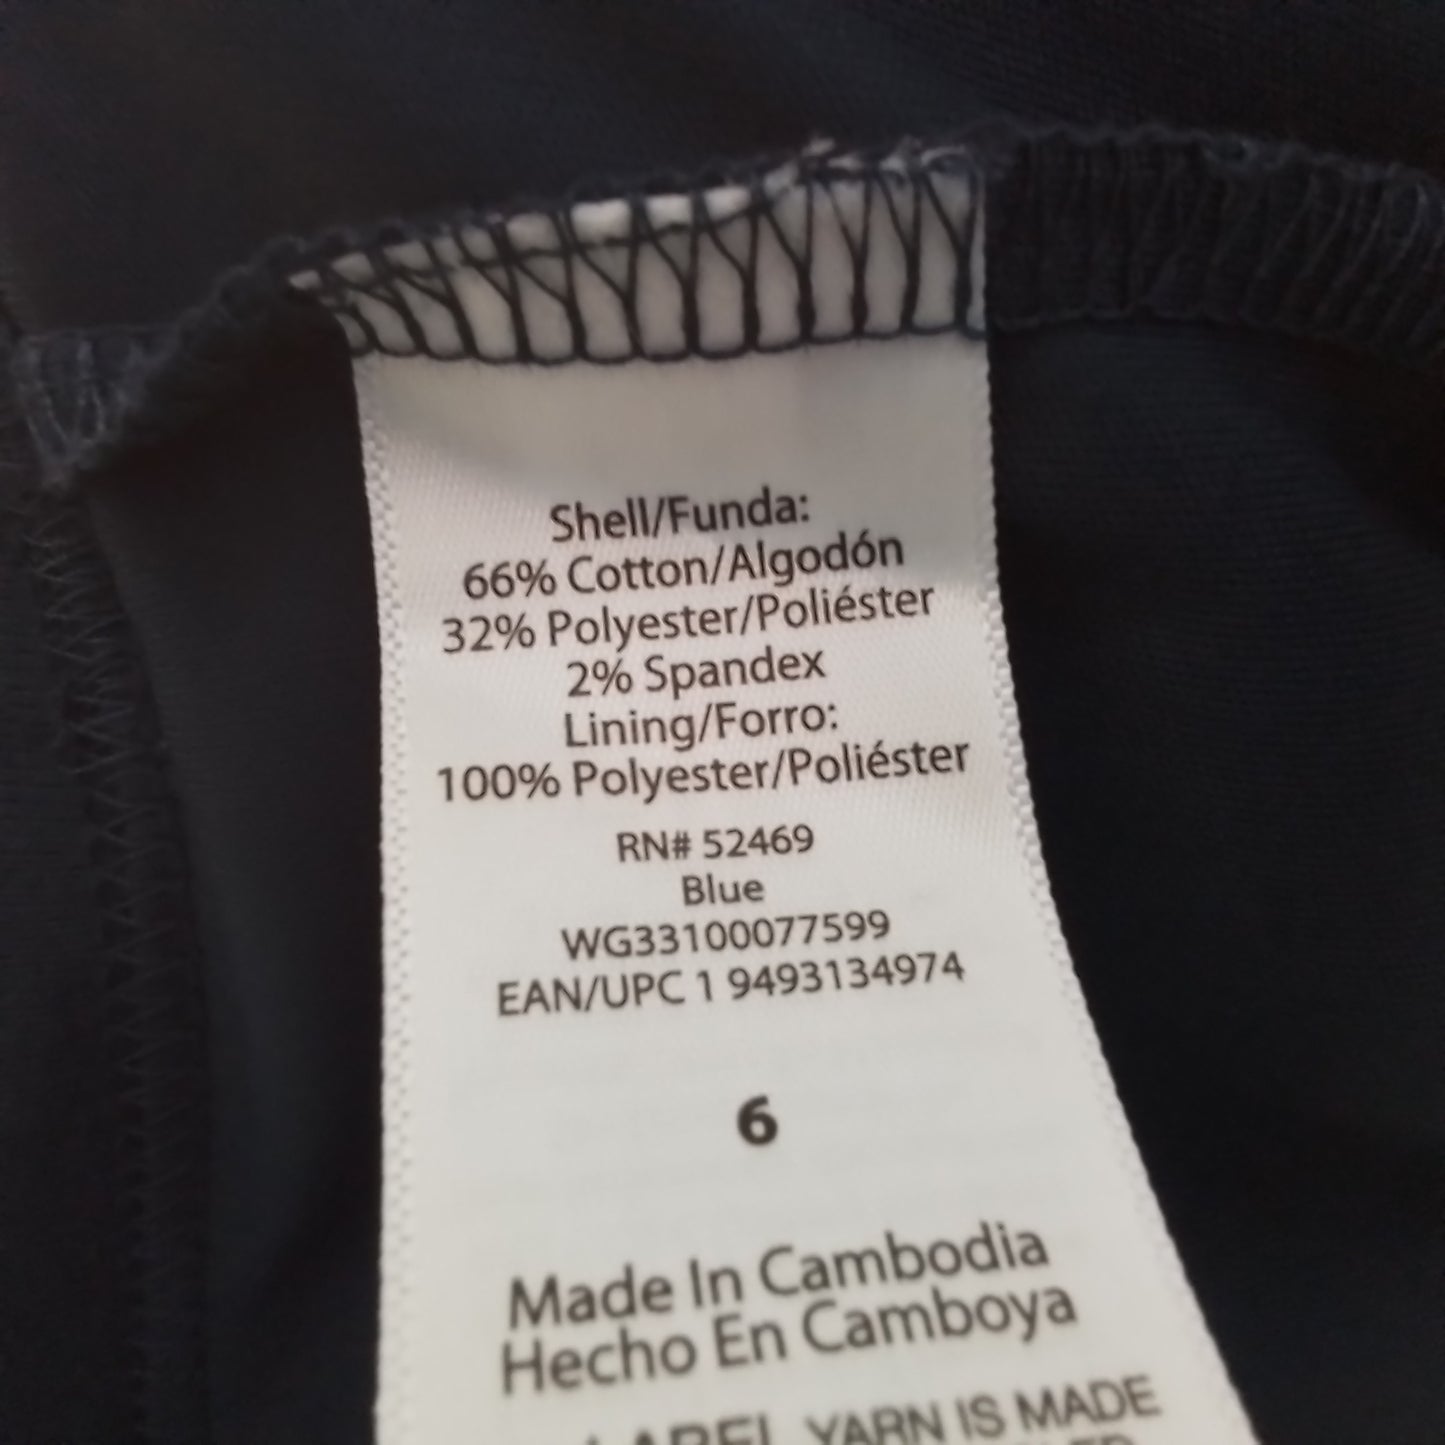 Shell/Funda:
66% Cotton/Algodón
32% Polyester/Poliéster
2% Spandex
Lining/Forro:
100% Polyester/Poliéster
RN# 52469
Blue
WG33100077599
EAN/UPC 1 9493134974
6
Made In Cambodia
Hecho En Camboya
LABEL YARN IS MADE